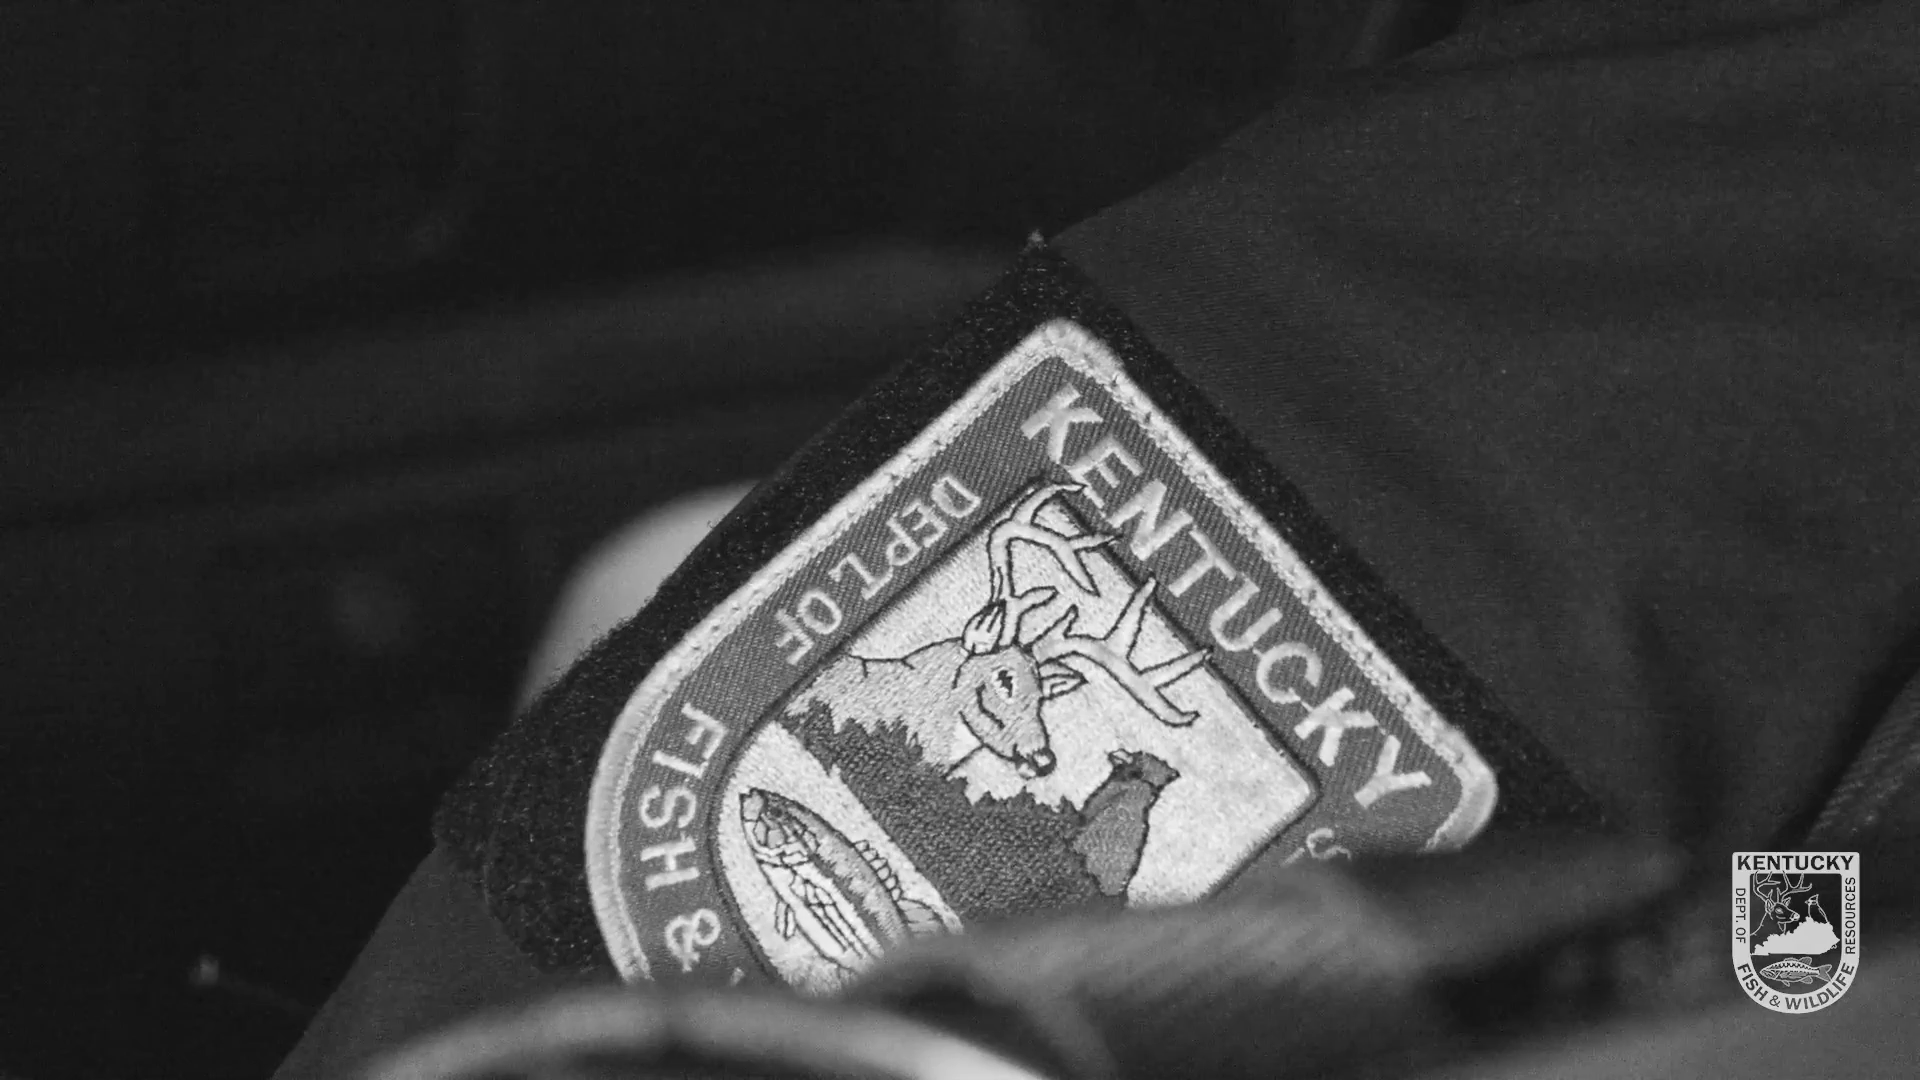 KENTUCKY
DEPT. OF
FISH &
KENTUCKY
DEPT. OF
FISH & WILDLIFE
RESOURCES